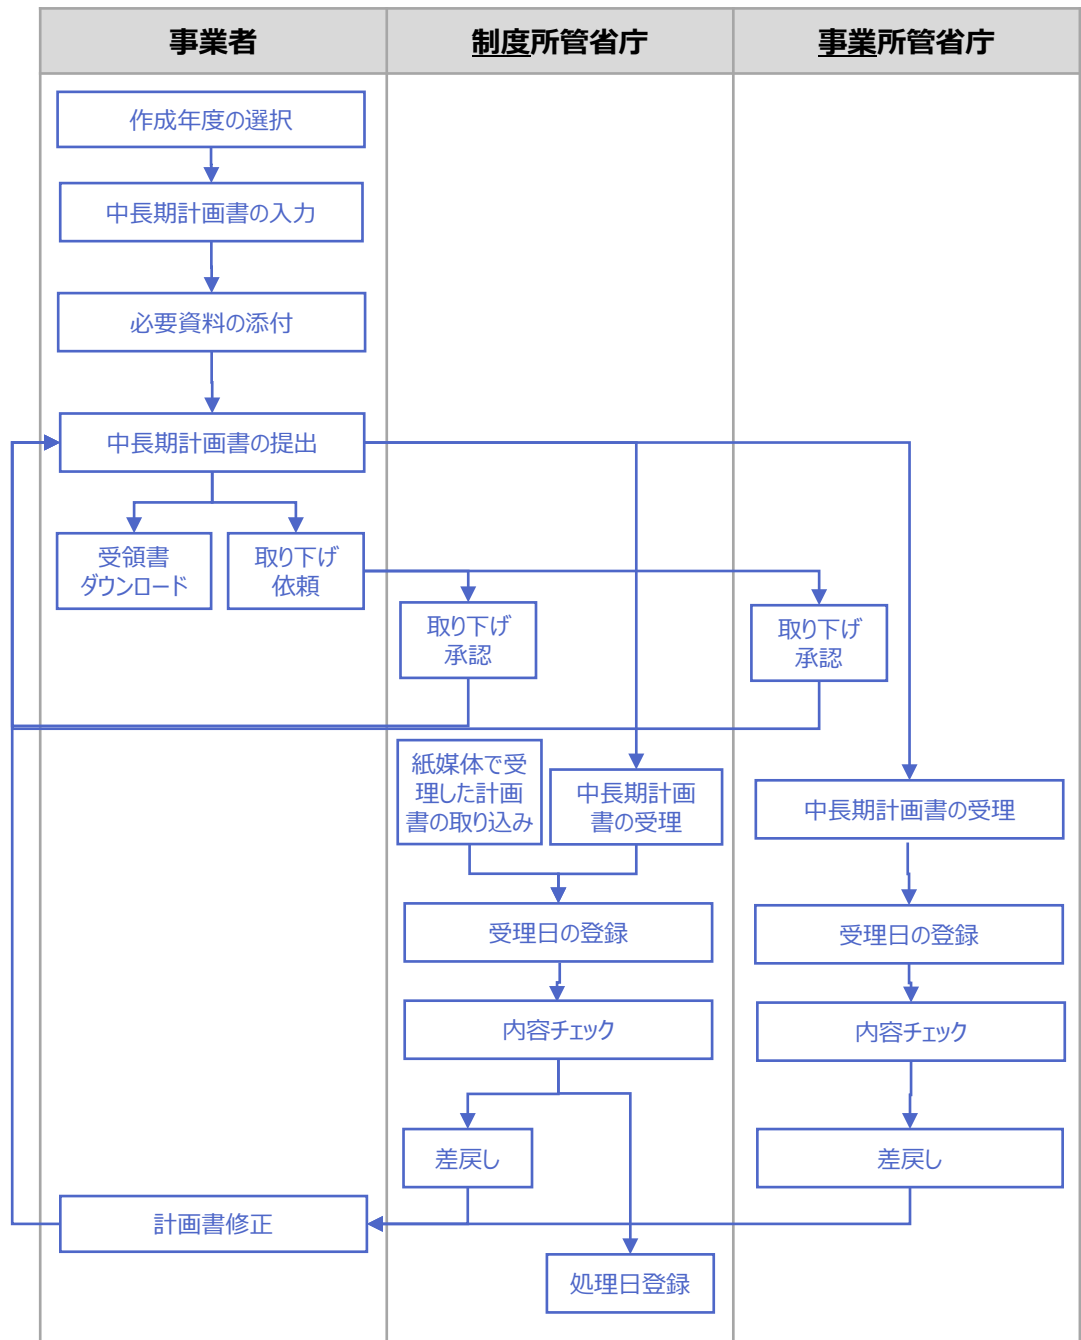 事業者
制度所管省庁
事業所管省庁
作成年度の選択
中長期計画書の入力
必要資料の添付
中長期計画書の提出
受領書
ダウンロード
取り下げ
依頼
取り下げ
承認
取り下げ
承認
紙媒体で受
理した計画
書の取り込み
中長期計画
書の受理
中長期計画書の受理
受理日の登録
受理日の登録
内容チェック
内容チェック
差戻し
差戻し
計画書修正
処理日登録